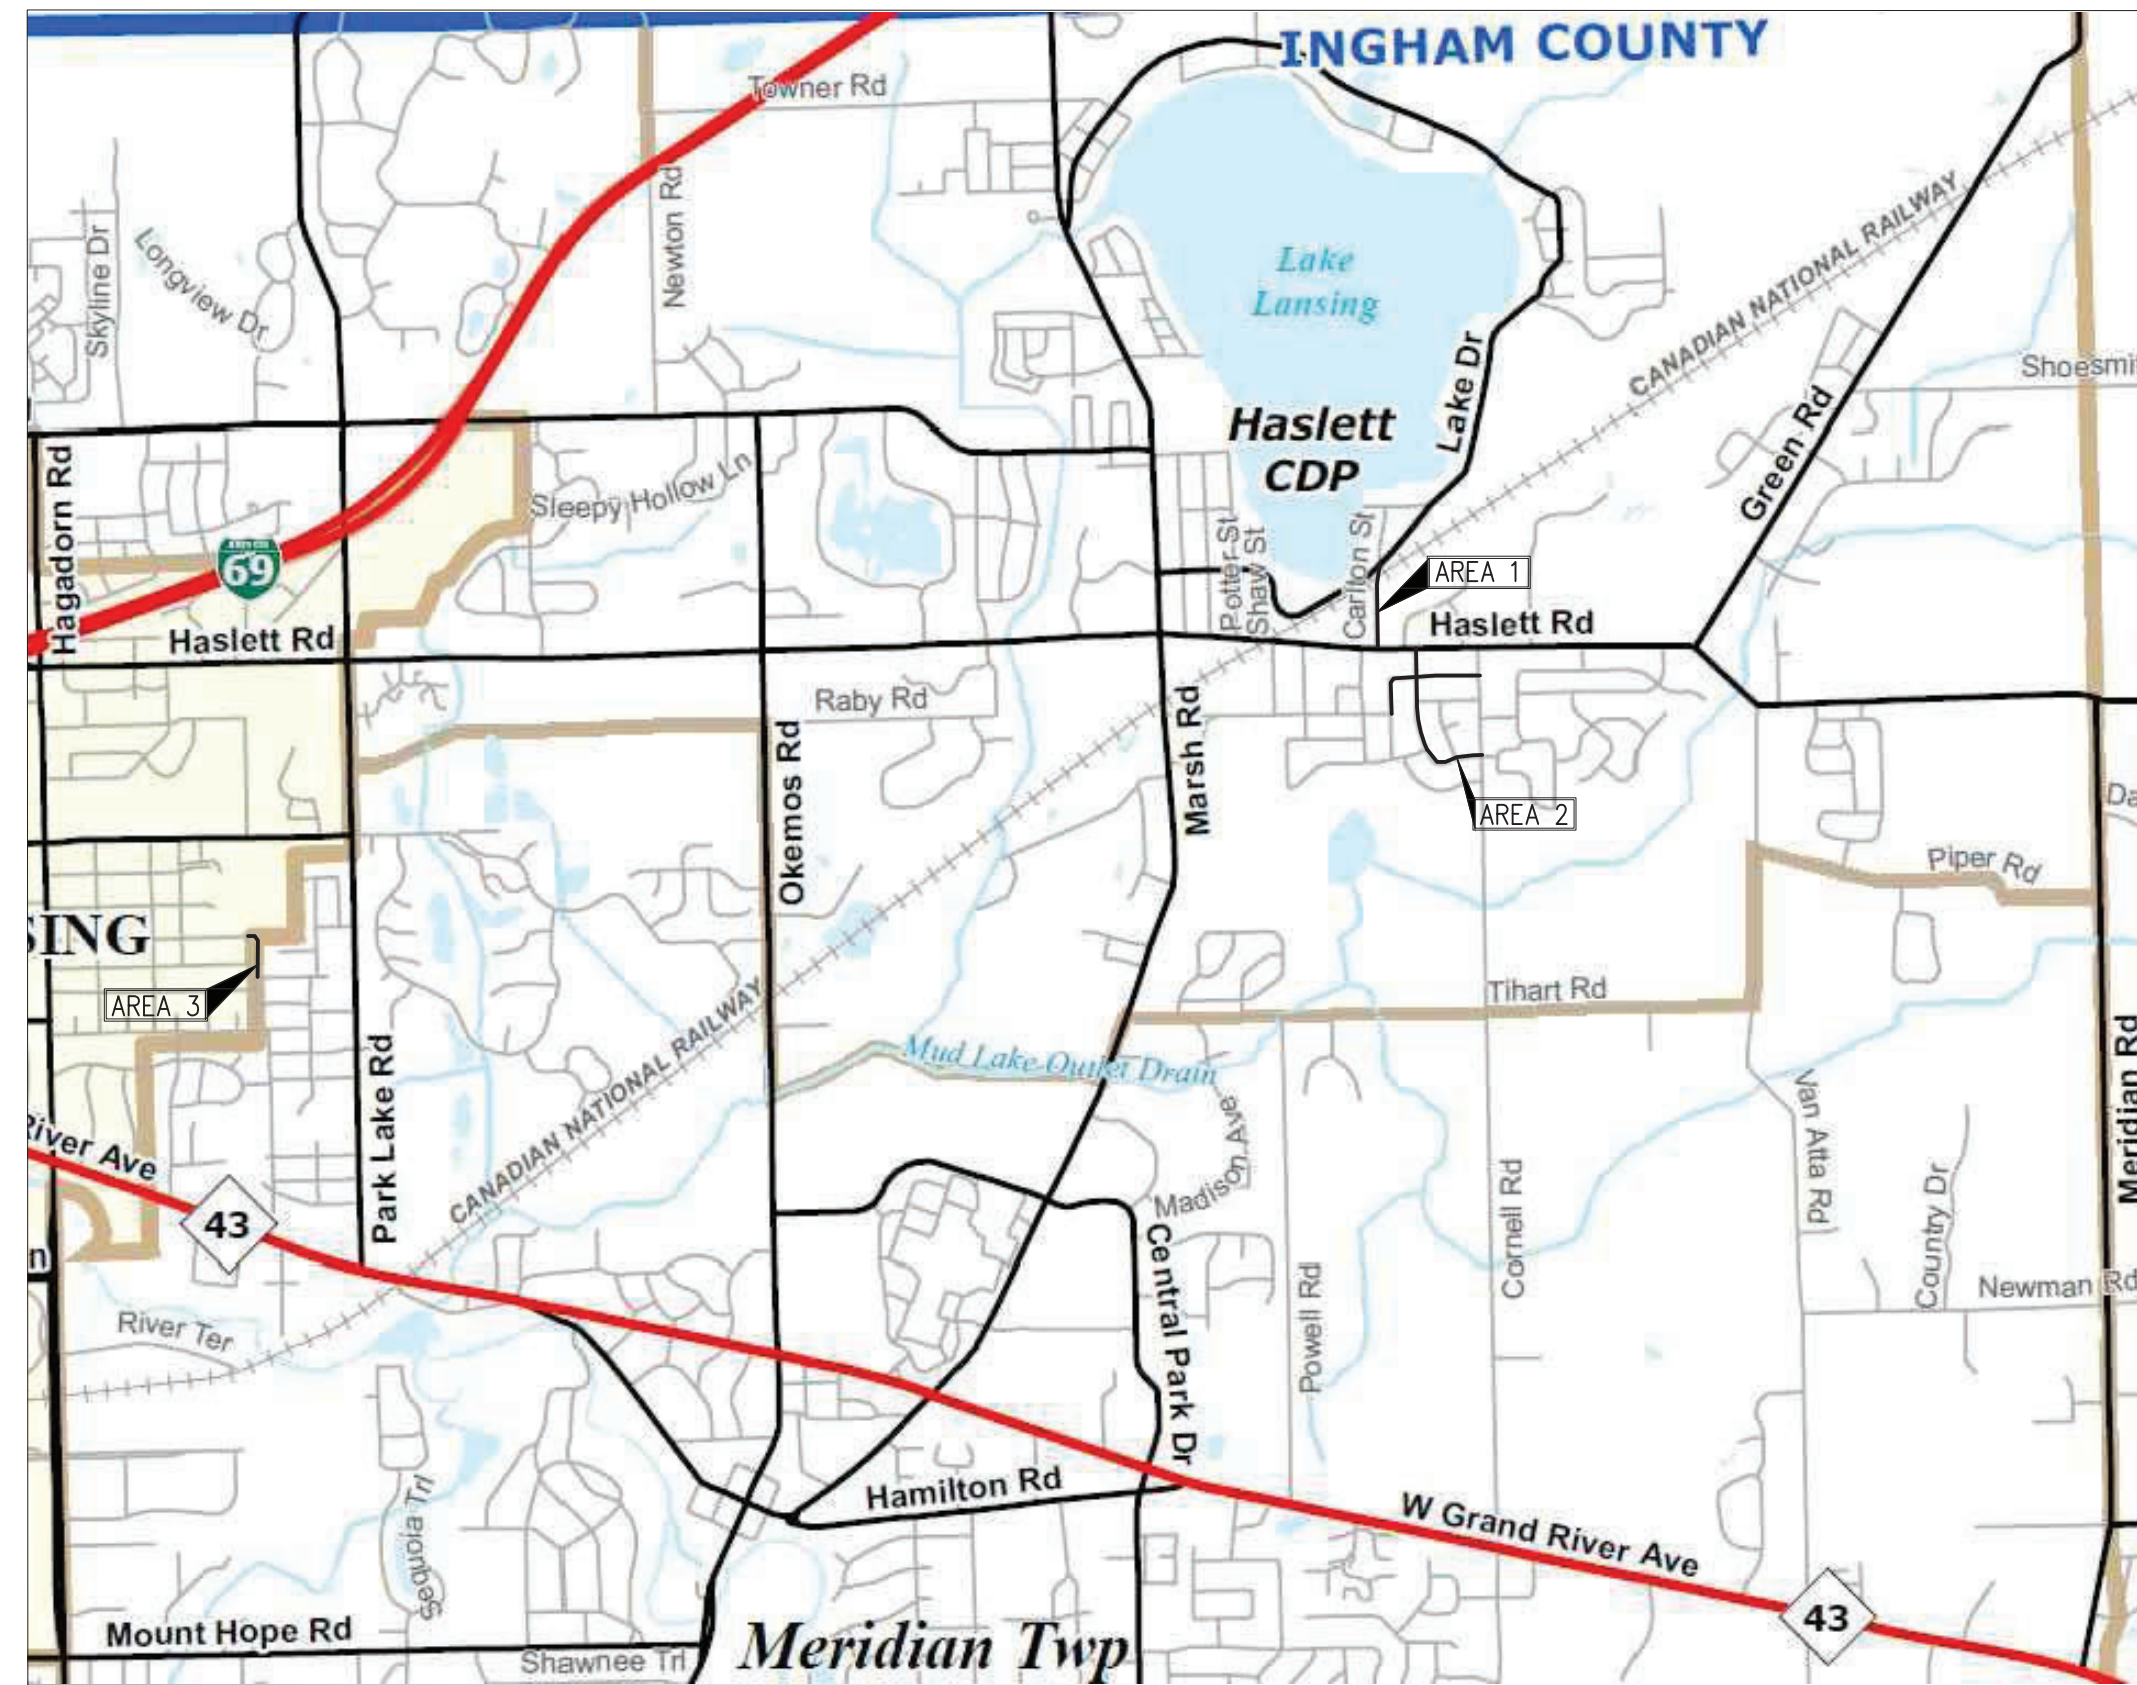 INGHAM COUNTY
Towner Rd
Newton Rd
Skyline Dr
Longview Dr
Lake
Lansing
Lake Dr
CANADIAN NATIONAL RAILWAY
Haslett
CDP
Green Rd
Hagadorn Rd
Sleepy Hollow Ln
69
Potter St
Shaw St
Carlton St
AREA 1
Haslett Rd
Haslett Rd
Raby Rd
Okemos Rd
Marsh Rd
AREA 2
Piper Rd
SING
AREA 3
Tihart Rd
CANADIAN NATIONAL RAILWAY
Mud Lake Outlet Drain
Park Lake Rd
Madison Ave
Van Atta Rd
Meridian Rd
River Ave
43
Central Park Dr
Cornell Rd
Country Dr
Powell Rd
Newman Rd
River Ter
Sequoia Trl
Hamilton Rd
W Grand River Ave
43
Mount Hope Rd
Shawnee Trl
Meridian Twp